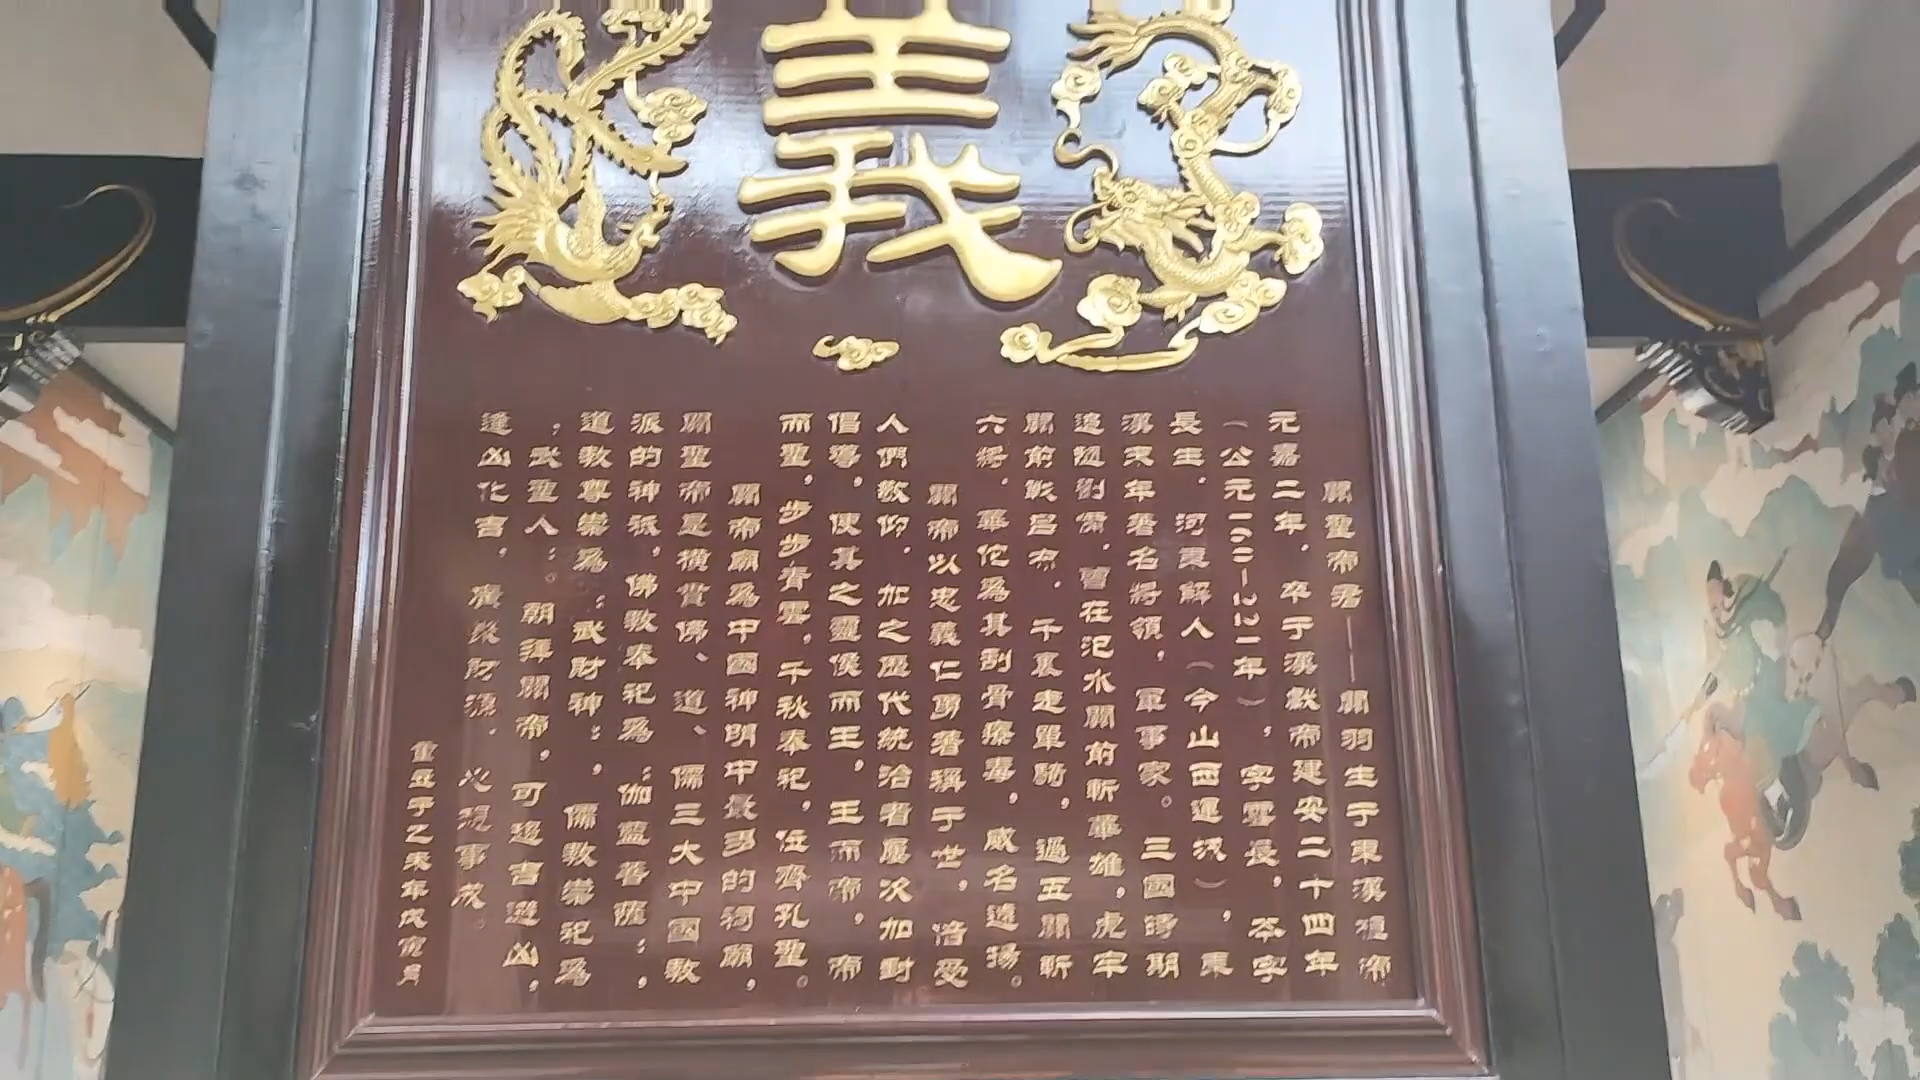 義
關聖帝君——關羽生于東漢桓帝
元嘉二年，卒于漢獻帝建安二十四年
（公元160—221年），字雲長，本字
長生，河東解人（今山西運城），東
漢末年著名將領，軍事家。三國時期
追隨劉備，曾在汜水關前斬華雄，虎牢
關前戰呂布，千裏走單騎，過五關斬
六將，華佗為其刮骨療毒，威名遠揚。
關帝以忠義仁勇著稱于世，倍受
人們敬仰，加之歷代統治者屢次加封
倡導，使其之靈侯而王，王而帝，帝
而聖，步步青雲，千秋奉祀，位齊孔聖。
關帝廟為中國神明中最多的祠廟，
關聖帝是橫貫佛、道、儒三大中國教
派的神祇，佛教奉祀為“伽藍菩薩”，
道教尊崇為“武財神”，儒教崇祀為
“武聖人”。朝拜關帝，可趨吉避凶，
逢凶化吉，廣聚財源，心想事成。
重立于乙未年戊寅月